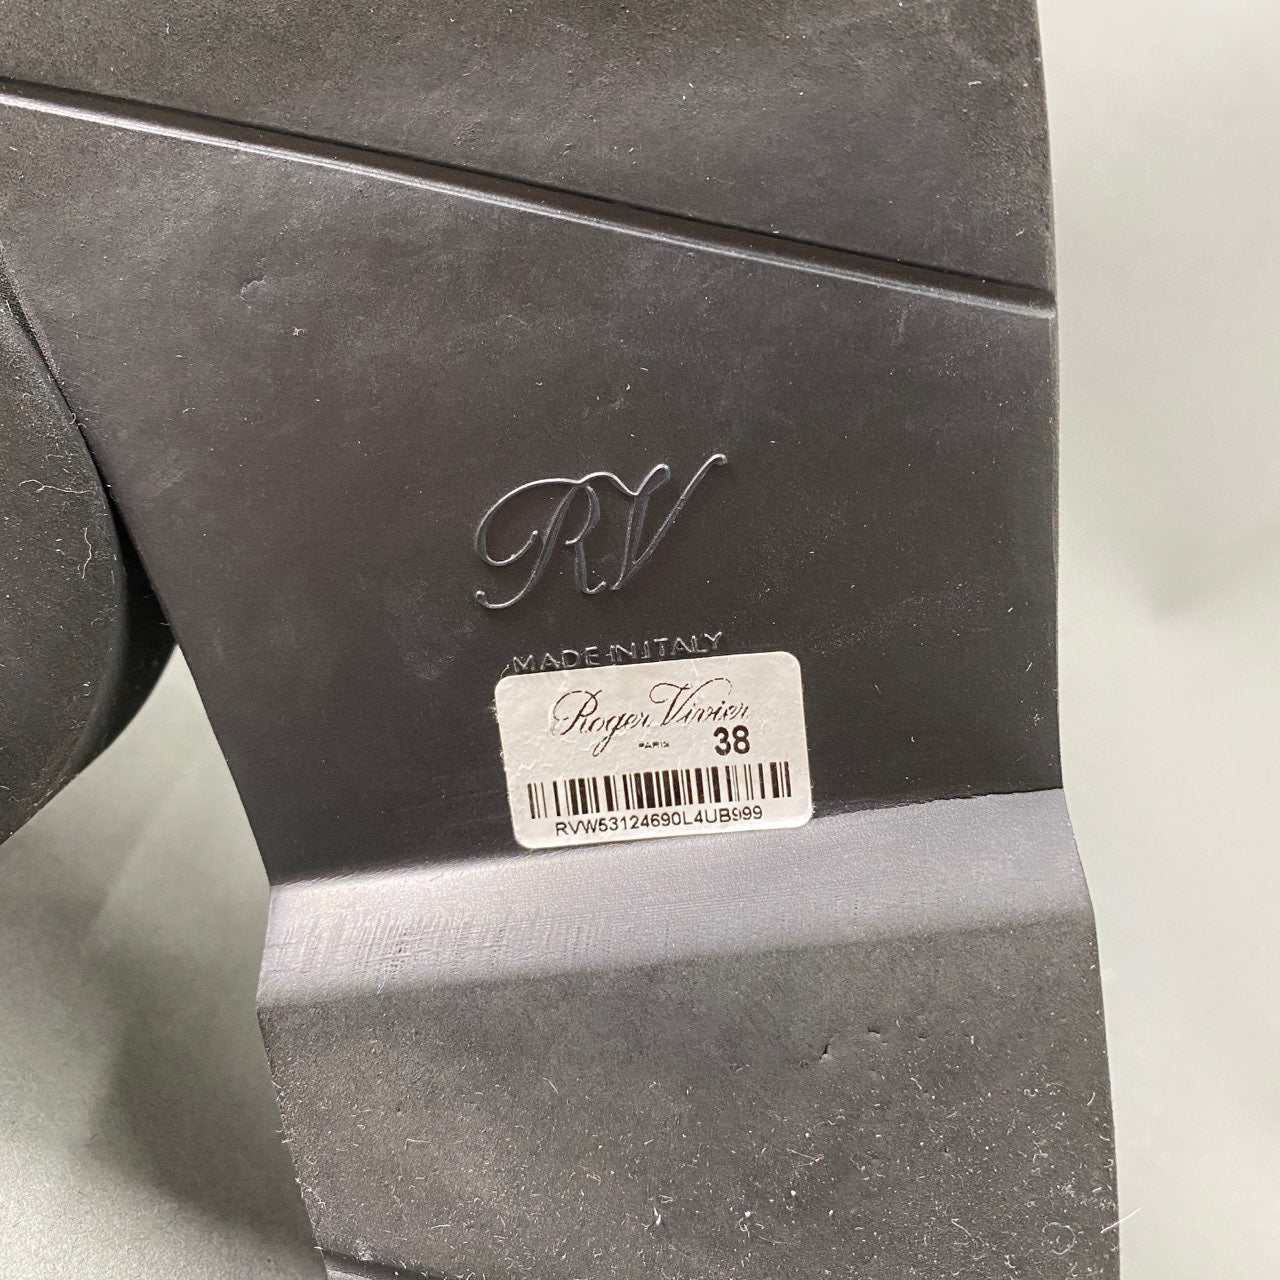 RV
MADE IN ITALY
Roger Vivier
PARIS
38
RVW53124690L4UB999